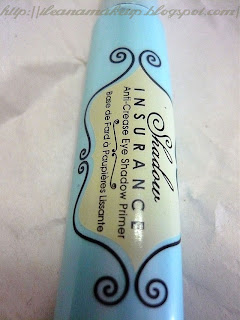 http://ileanamakeup.blogspot.com/
Shadow
INSURANCE
Anti-Crease Eye Shadow Primer
Base de Fard à Paupières Lissante